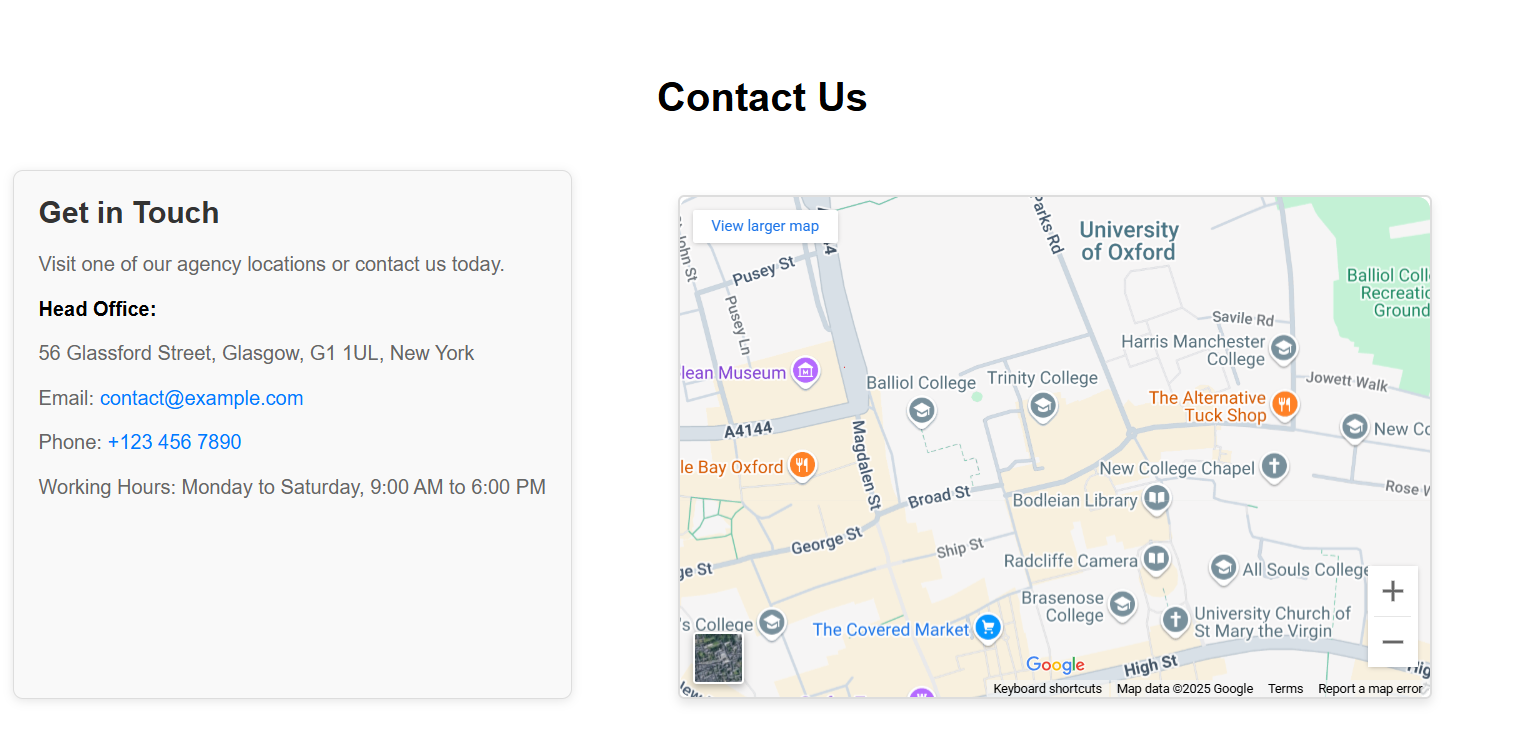 Contact Us
Get in Touch
Visit one of our agency locations or contact us today.
Head Office:
56 Glassford Street, Glasgow, G1 1UL, New York
Email: contact@example.com
Phone: +123 456 7890
Working Hours: Monday to Saturday, 9:00 AM to 6:00 PM
View larger map
John St
Pusey St
Pusey Ln
Parks Rd
University
of Oxford
Balliol Coll
Recreatic
Ground
Savile Rd
Harris Manchester
College
Jowett Walk
lean Museum
Balliol College
Trinity College
The Alternative
Tuck Shop
A4144
Magdalen St
New Co
le Bay Oxford
New College Chapel
Broad St
Bodleian Library
Rose W
George St
Ship St
ge St
Radcliffe Camera
All Souls College
Brasenose
College
's College
The Covered Market
University Church of
St Mary the Virgin
Google
High St
Keyboard shortcuts
Map data ©2025 Google
Terms
Report a map error